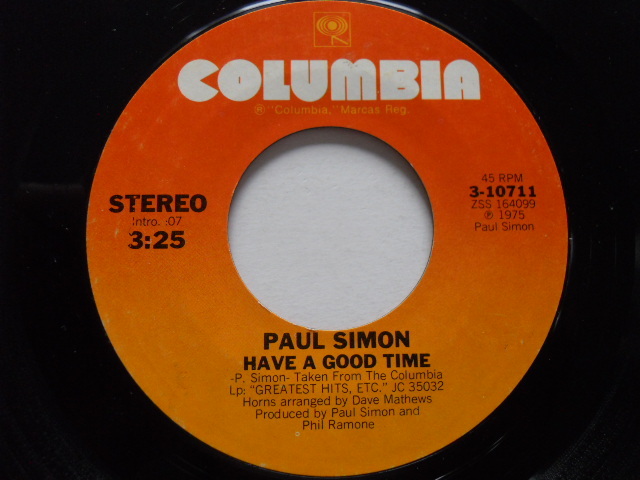 COLUMBIA
® "Columbia," Marcas Reg.
STEREO
Intro. :07
3:25
45 RPM
3-10711
ZSS 164099
℗ 1975
Paul Simon
PAUL SIMON
HAVE A GOOD TIME
-P. Simon- Taken From The Columbia
Lp: "GREATEST HITS, ETC." JC 35032
Horns arranged by Dave Mathews
Produced by Paul Simon and
Phil Ramone